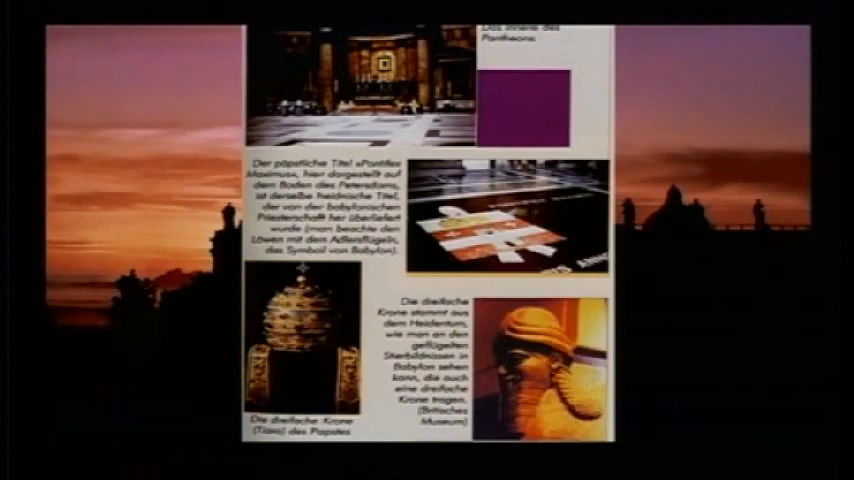 Das Innere des
Pantheons
Der päpstliche Titel »Pontifex
Maximus«, hier dargestellt auf
dem Boden des Petersdoms,
ist derselbe heidnische Titel,
der von der babylonischen
Priesterschaft her überliefert
wurde (man beachte den
Löwen mit den Adlersflügeln,
das Symbol von Babylon).
Die dreifache
Krone stammt aus
dem Heidentum,
wie man an den
geflügelten
Stierbildnissen in
Babylon sehen
kann, die auch
eine dreifache
Krone tragen.
(Britisches
Museum)
Die dreifache Krone
(Tiara) des Papstes